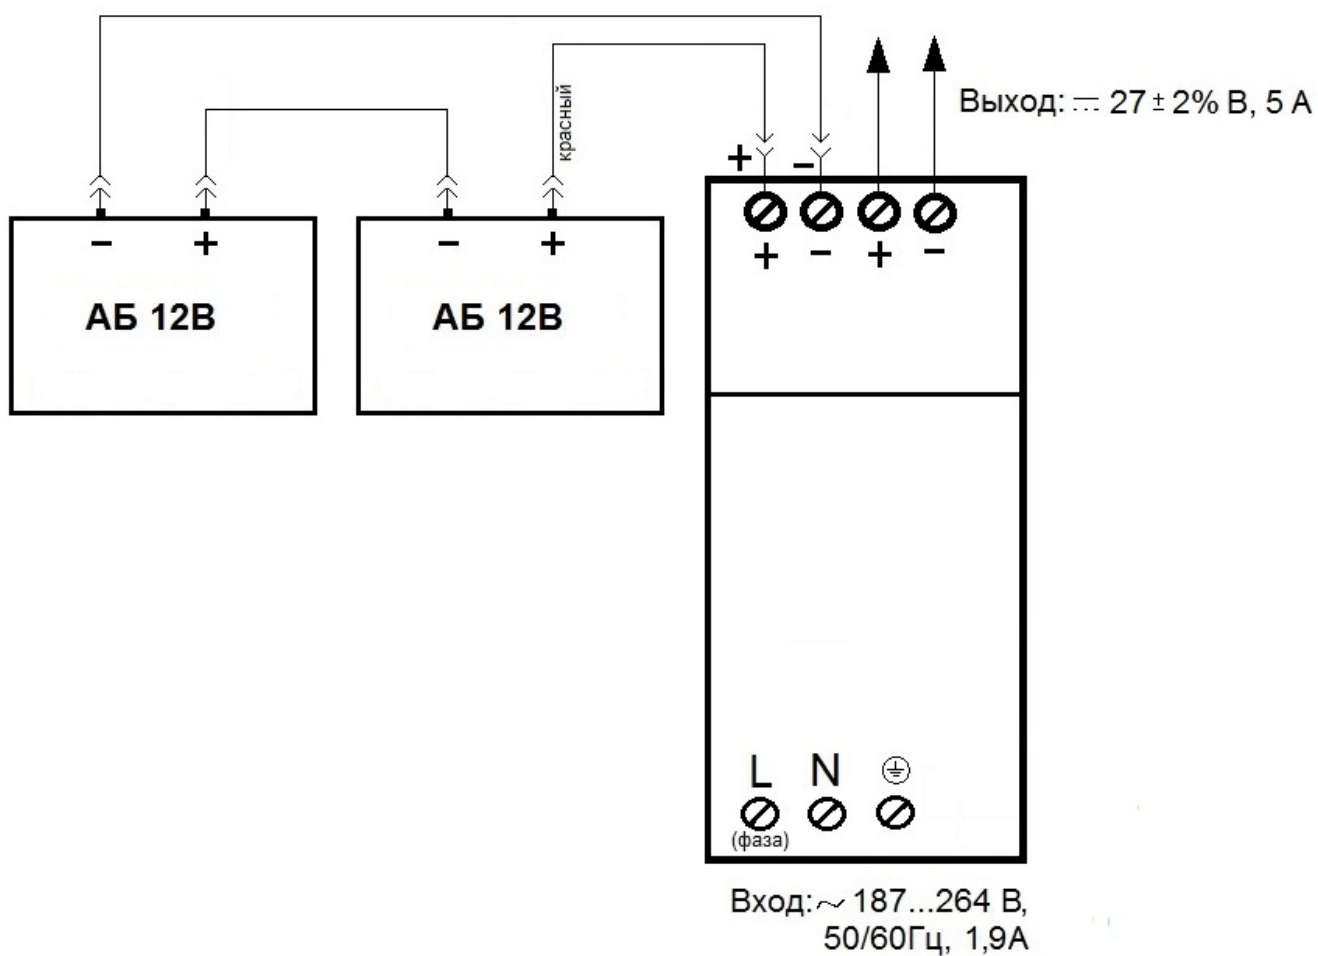 красный
Выход: ⎓ 27 ± 2% В, 5 А
+ −
+ − + −
− + − +
АБ 12В АБ 12В
L N ⏚
(фаза)
Вход: ~ 187...264 В,
50/60Гц, 1,9А